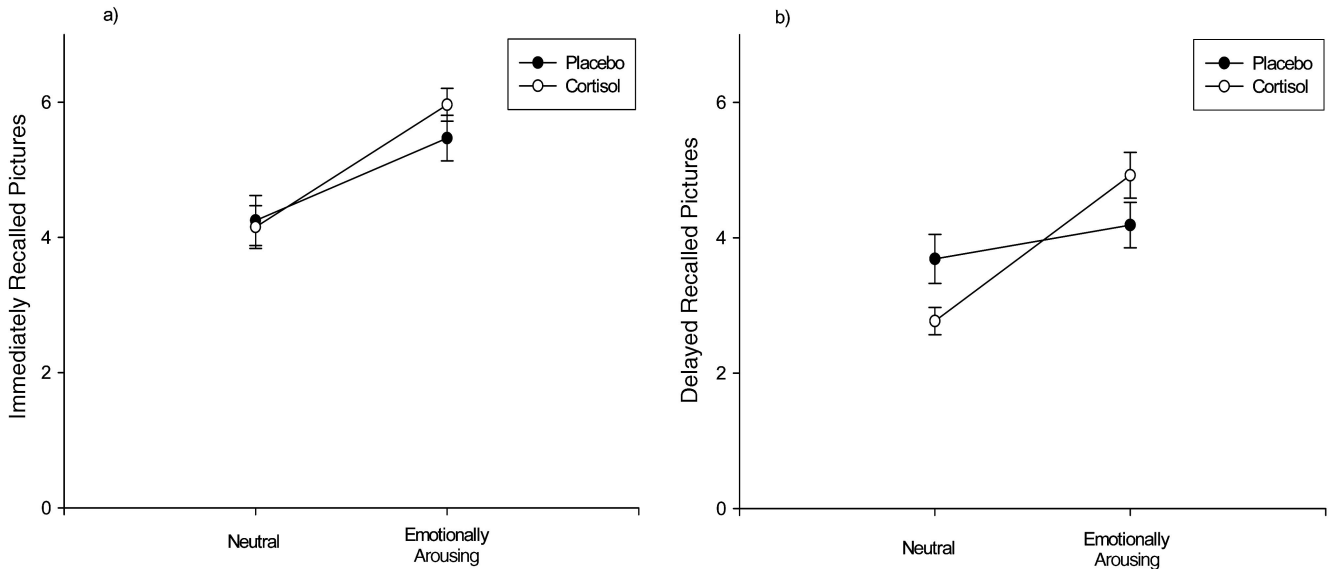 a)
Immediately Recalled Pictures
6
4
2
0
Neutral
Emotionally
Arousing
Placebo
Cortisol
b)
Delayed Recalled Pictures
6
4
2
0
Neutral
Emotionally
Arousing
Placebo
Cortisol